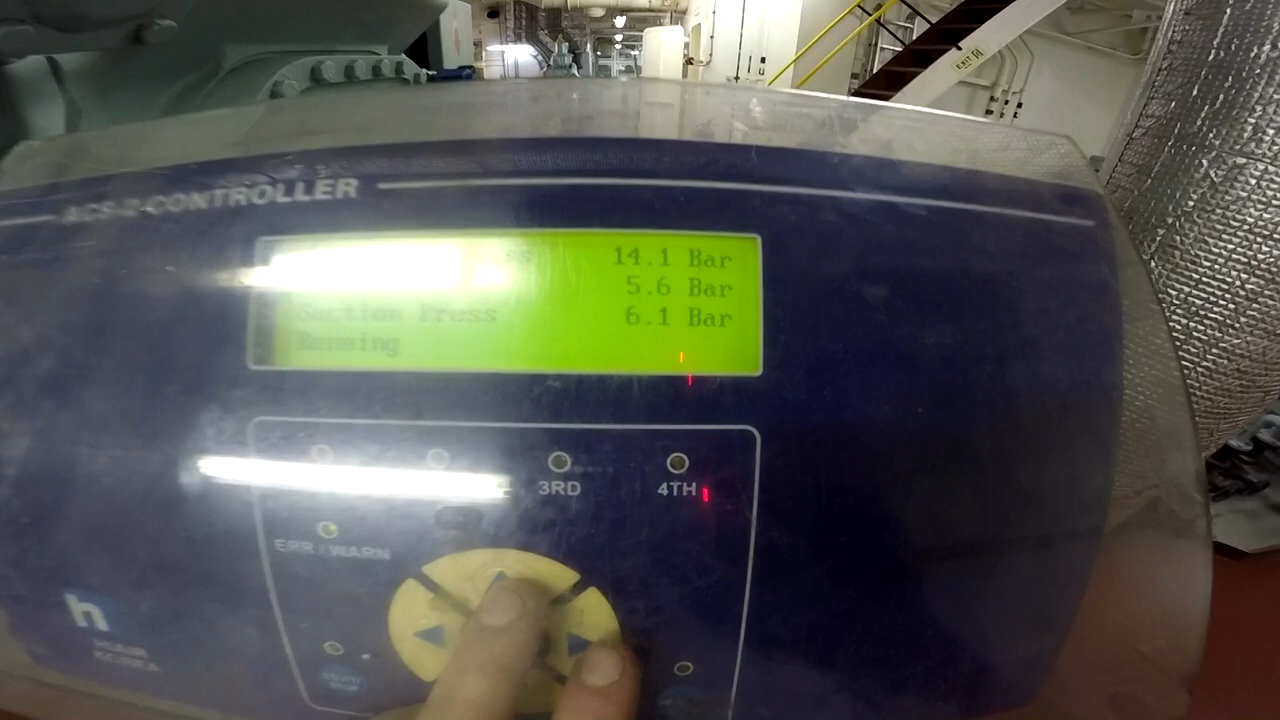 EXIT
ACS-2-CONTROLLER
14.1 Bar
5.6 Bar
Suction Press 6.1 Bar
Running
3RD 4TH
ERR / WARN
h